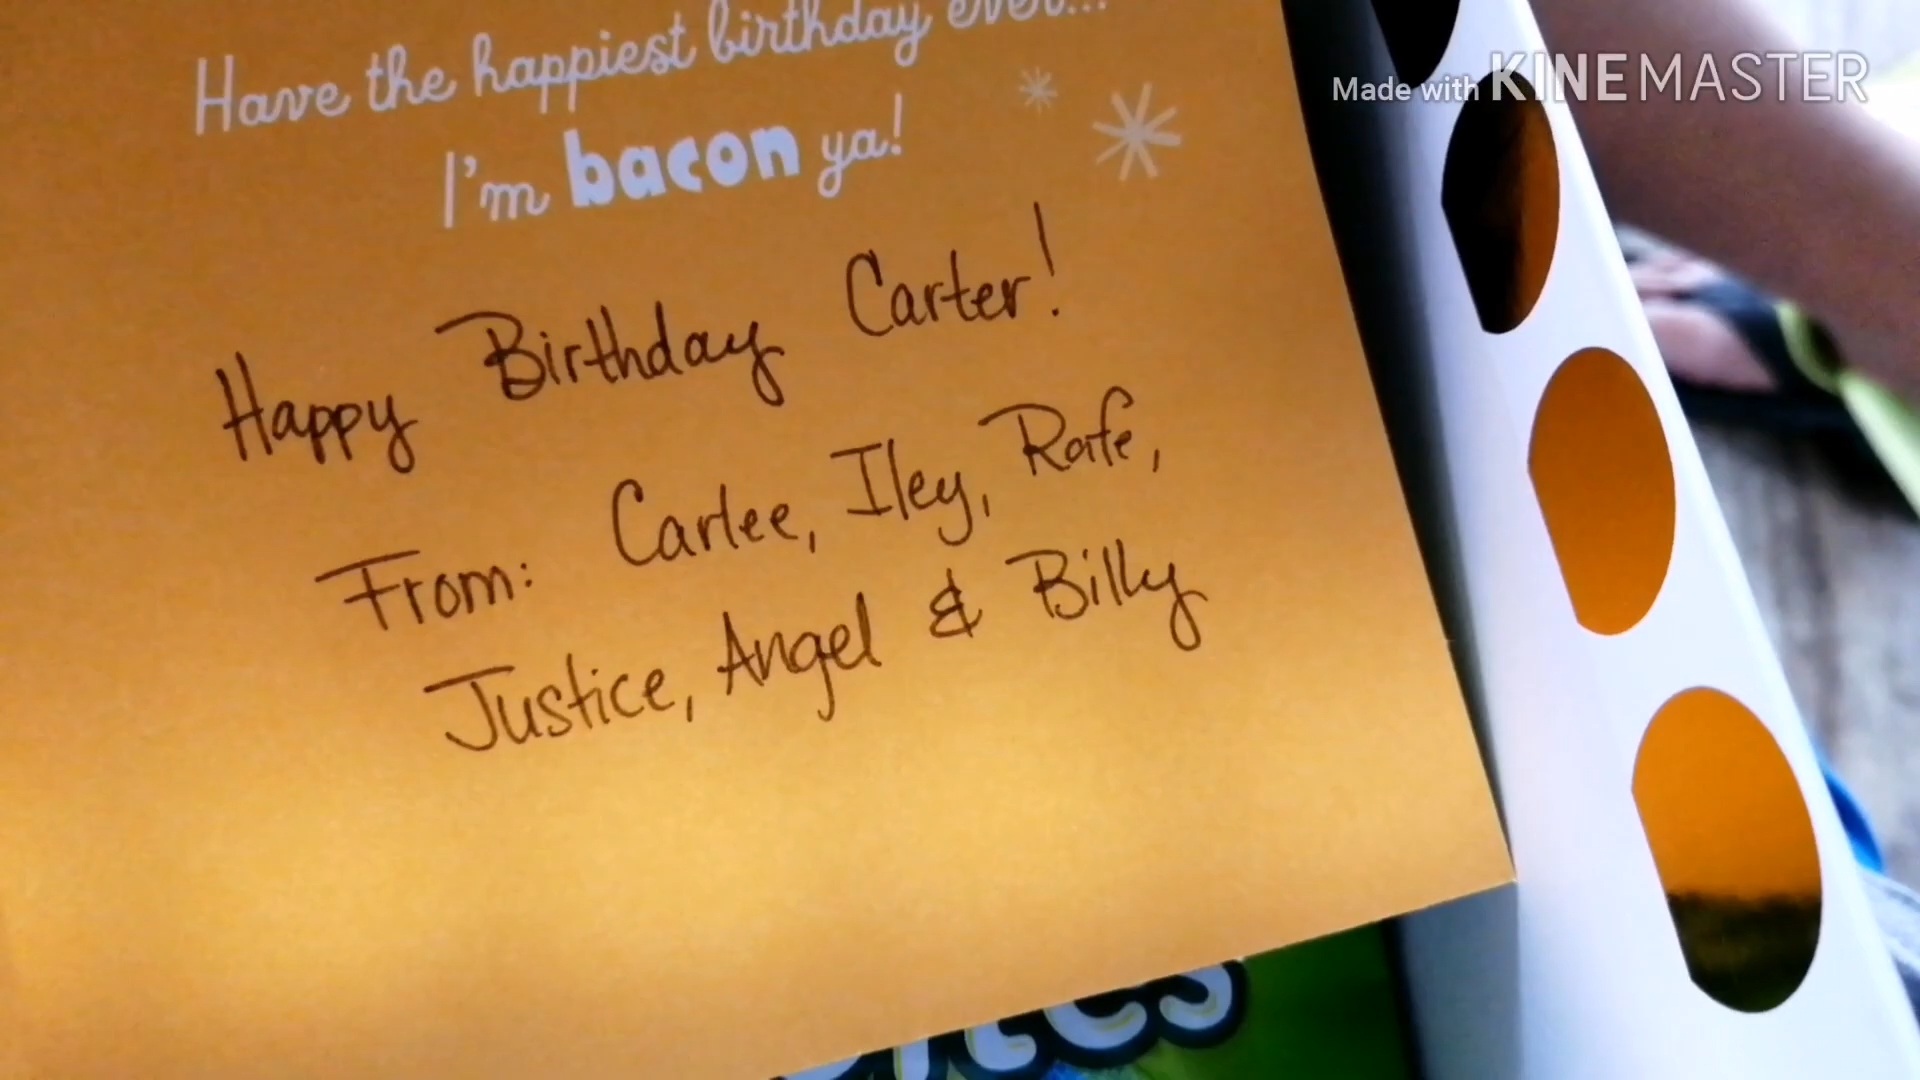 Have the happiest birthday ever...
I'm bacon ya!
Made with KINEMASTER
Happy Birthday Carter!
From: Carlee, Iley, Rafe,
Justice, Angel & Billy